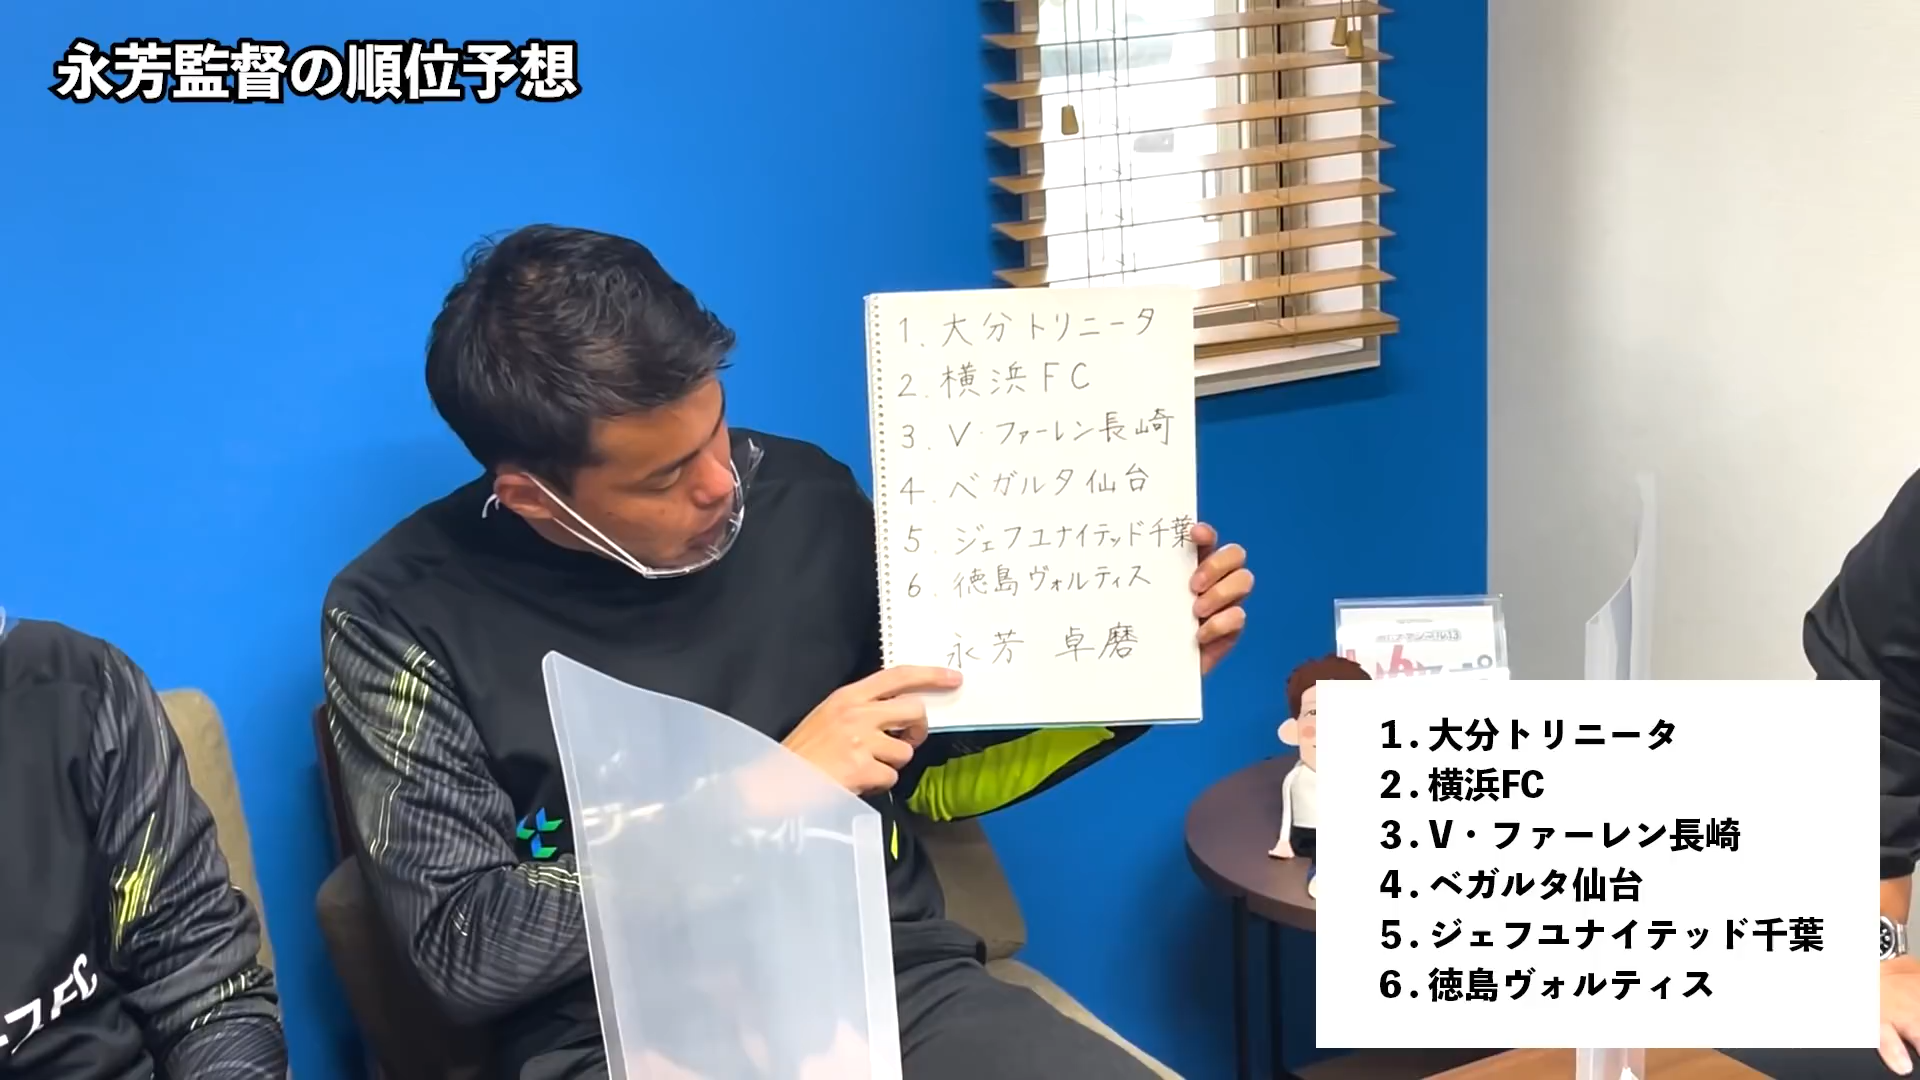 永芳監督の順位予想
1. 大分トリニータ
2. 横浜FC
3. V・ファーレン長崎
4. ベガルタ仙台
5. ジェフユナイテッド千葉
6. 徳島ヴォルティス
永芳 卓磨
1.大分トリニータ
2.横浜FC
3.V・ファーレン長崎
4.ベガルタ仙台
5.ジェフユナイテッド千葉
6.徳島ヴォルティス